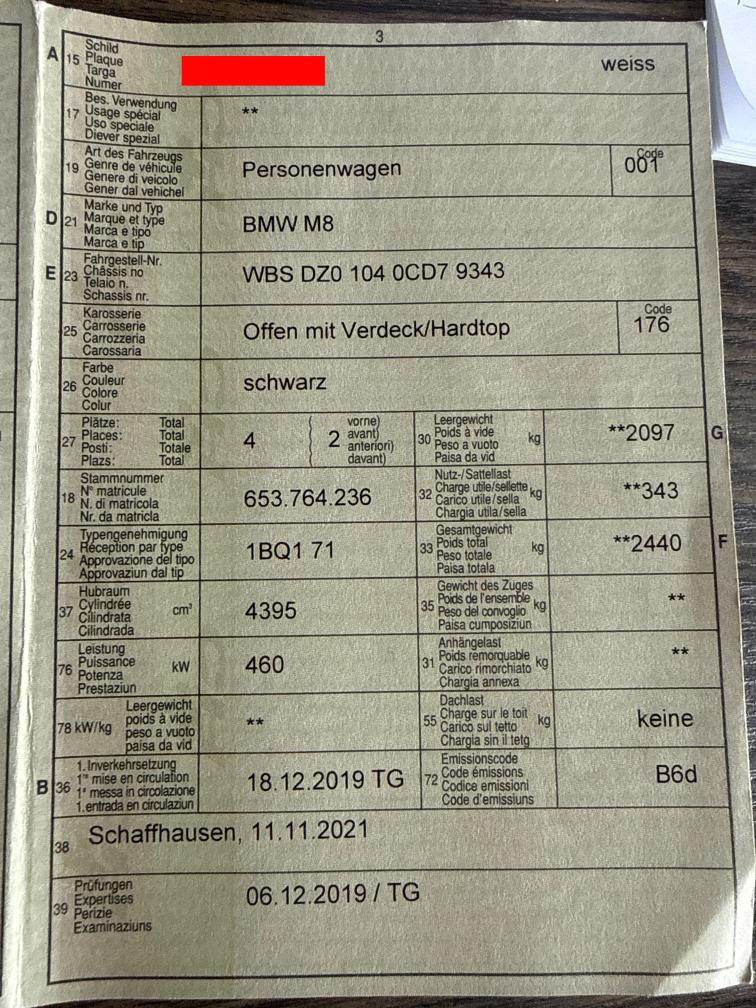 3
A 15 Schild
Plaque
Targa
Numer
weiss
17 Bes. Verwendung
Usage spécial
Uso speciale
Diever spezial
**
19 Art des Fahrzeugs
Genre de véhicule
Genere di veicolo
Gener dal vehichel
Personenwagen
Code
001
D 21 Marke und Typ
Marque et type
Marca e tipo
Marca e tip
BMW M8
E 23 Fahrgestell-Nr.
Châssis no
Telaio n.
Schassis nr.
WBS DZ0 104 0CD7 9343
25 Karosserie
Carrosserie
Carrozzeria
Carossaria
Offen mit Verdeck/Hardtop
Code
176
26 Farbe
Couleur
Colore
Colur
schwarz
27 Plätze: Total
Places: Total
Posti: Totale
Plazs: Total
4
( 2 vorne)
avant)
anteriori)
davant)
30 Leergewicht
Poids à vide
Peso a vuoto
Paisa da vid
kg
**2097
G
18 Stammnummer
N° matricule
N. di matricola
Nr. da matricla
653.764.236
32 Nutz-/Sattellast
Charge utile/sellette
Carico utile/sella
Chargia utila/sella
kg
**343
24 Typengenehmigung
Réception par type
Approvazione del tipo
Approvaziun dal tip
1BQ1 71
33 Gesamtgewicht
Poids total
Peso totale
Paisa totala
kg
**2440
F
37 Hubraum
Cylindrée
Cilindrata
Cilindrada
cm³
4395
35 Gewicht des Zuges
Poids de l'ensemble
Peso del convoglio
Paisa cumposiziun
kg
**
76 Leistung
Puissance
Potenza
Prestaziun
kW
460
31 Anhängelast
Poids remorquable
Carico rimorchiato
Chargia annexa
kg
**
78 kW/kg Leergewicht
poids à vide
peso a vuoto
paisa da vid
**
55 Dachlast
Charge sur le toit
Carico sul tetto
Chargia sin il tetg
kg
keine
B 36 1. Inverkehrsetzung
1re mise en circulation
1a messa in circolazione
1. entrada en circulaziun
18.12.2019 TG
72 Emissionscode
Code émissions
Codice emissioni
Code d'emissiuns
B6d
38 Schaffhausen, 11.11.2021
39 Prüfungen
Expertises
Perizie
Examinaziuns
06.12.2019 / TG